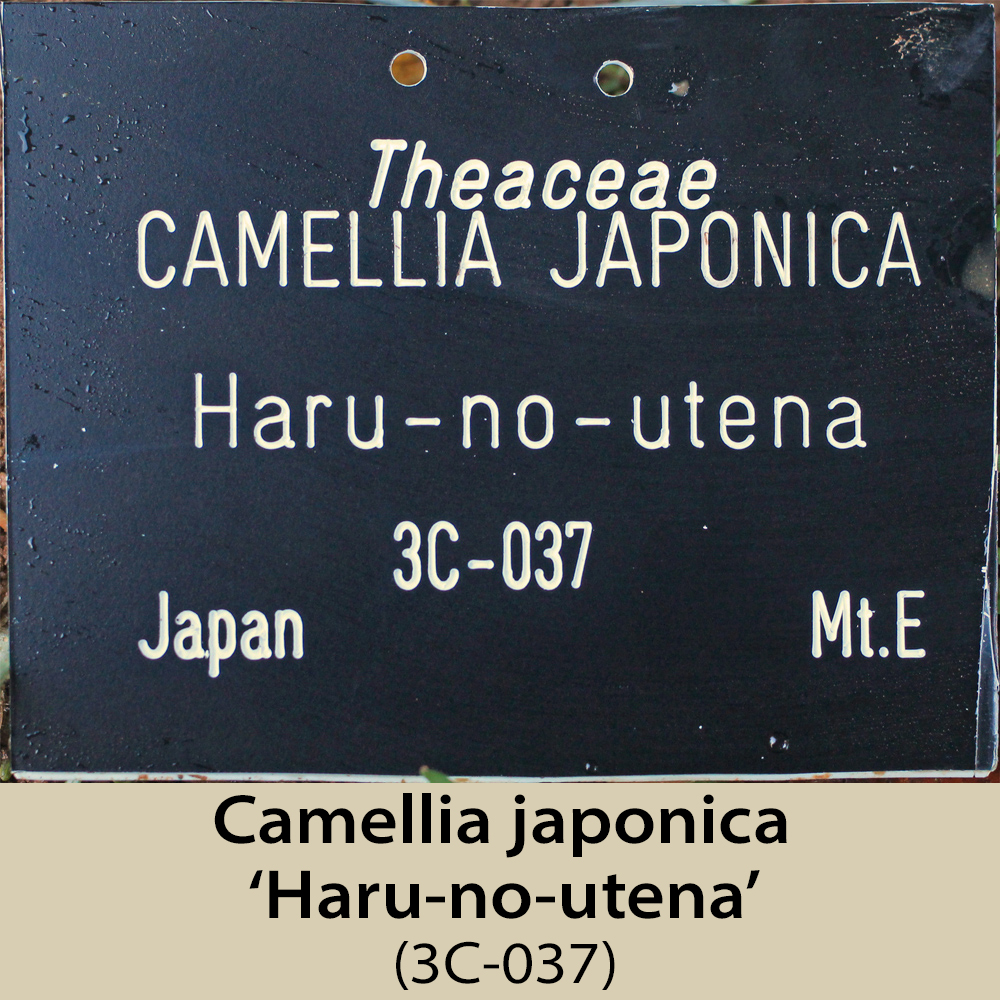 Theaceae
CAMELLIA JAPONICA
Haru-no-utena
3C-037
Japan Mt.E
Camellia japonica
‘Haru-no-utena’
(3C-037)